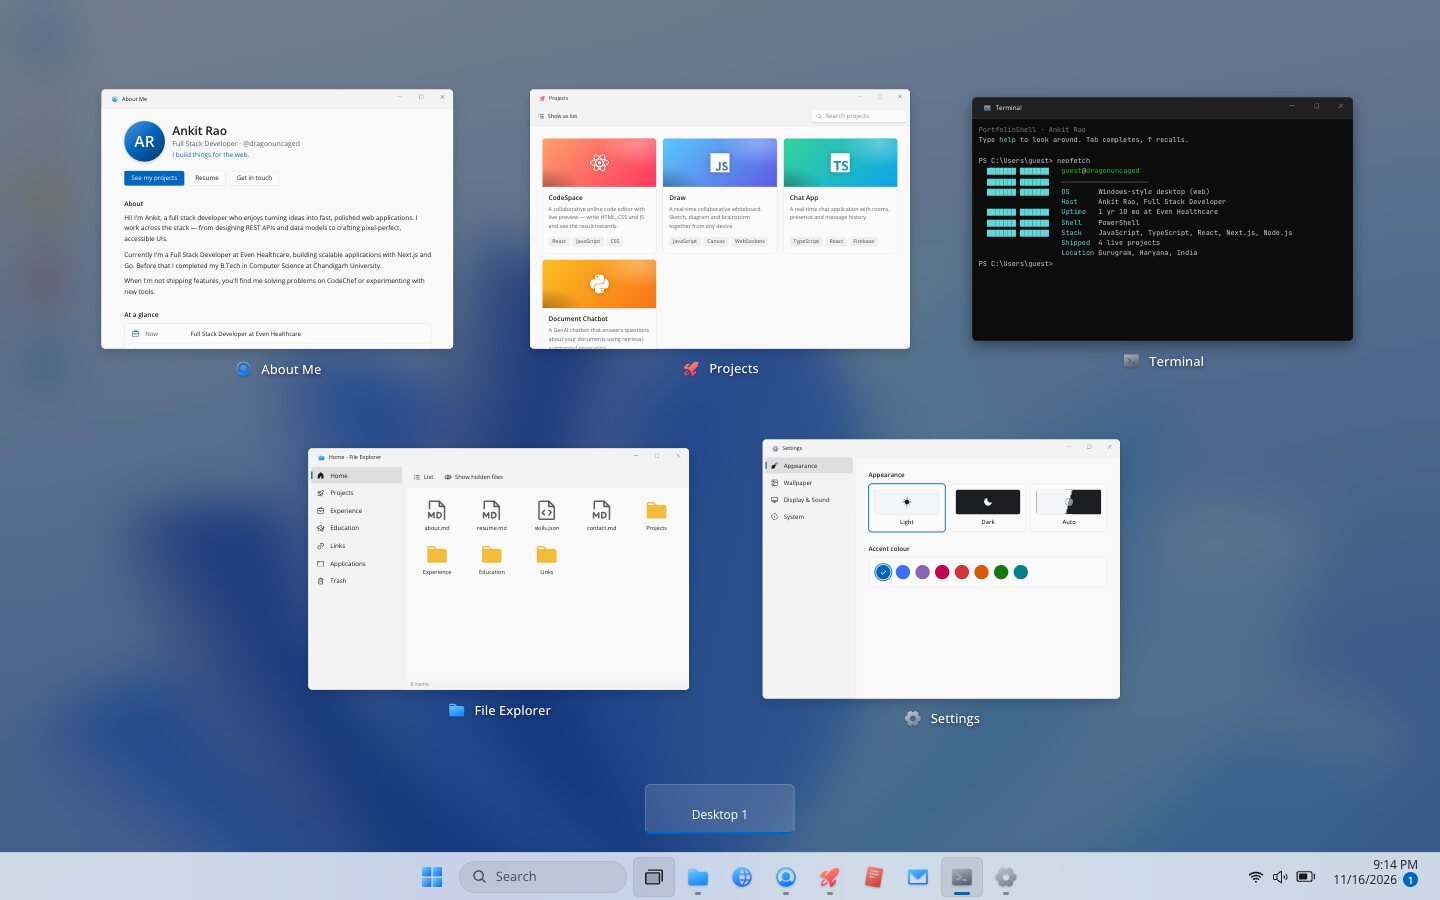 About Me
AR
Ankit Rao
Full Stack Developer · @dragonuncaged
I build things for the web.
See my projects
Resume
Get in touch
About
Hi! I'm Ankit, a full stack developer who enjoys turning ideas into fast, polished web applications. I
work across the stack — from designing REST APIs and data models to crafting pixel-perfect,
accessible UIs.
Currently I'm a Full Stack Developer at Even Healthcare, building scalable applications with Next.js and
Go. Before that I completed my B.Tech in Computer Science at Chandigarh University.
When I'm not shipping features, you'll find me solving problems on CodeChef or experimenting with
new tools.
At a glance
Now
Full Stack Developer at Even Healthcare
About Me
Projects
Show as list
Search projects
CodeSpace
A collaborative online code editor with
live preview — write HTML, CSS and JS
and see the result instantly.
React
JavaScript
CSS
JS
Draw
A real-time collaborative whiteboard.
Sketch, diagram and brainstorm
together from any device.
JavaScript
Canvas
WebSockets
TS
Chat App
A real-time chat application with rooms,
presence and message history.
TypeScript
React
Firebase
Document Chatbot
A GenAI chatbot that answers questions
about your documents using retrieval-
augmented generation.
Projects
Terminal
PortfolioShell · Ankit Rao
Type help to look around. Tab completes, ↑ recalls.
PS C:\Users\guest> neofetch
guest@dragonuncaged
OS Windows-style desktop (web)
Host Ankit Rao, Full Stack Developer
Uptime 1 yr 10 mo at Even Healthcare
Shell PowerShell
Stack JavaScript, TypeScript, React, Next.js, Node.js
Shipped 4 live projects
Location Gurugram, Haryana, India
PS C:\Users\guest>
Terminal
Home - File Explorer
Home
Projects
Experience
Education
Links
Applications
Trash
List
Show hidden files
MD
MD
MD
about.md
resume.md
skills.json
contact.md
Projects
Experience
Education
Links
8 items
File Explorer
Settings
Appearance
Wallpaper
Display & Sound
System
Appearance
Light
Dark
Auto
Accent colour
Settings
Desktop 1
Search
9:14 PM
11/16/2026
1